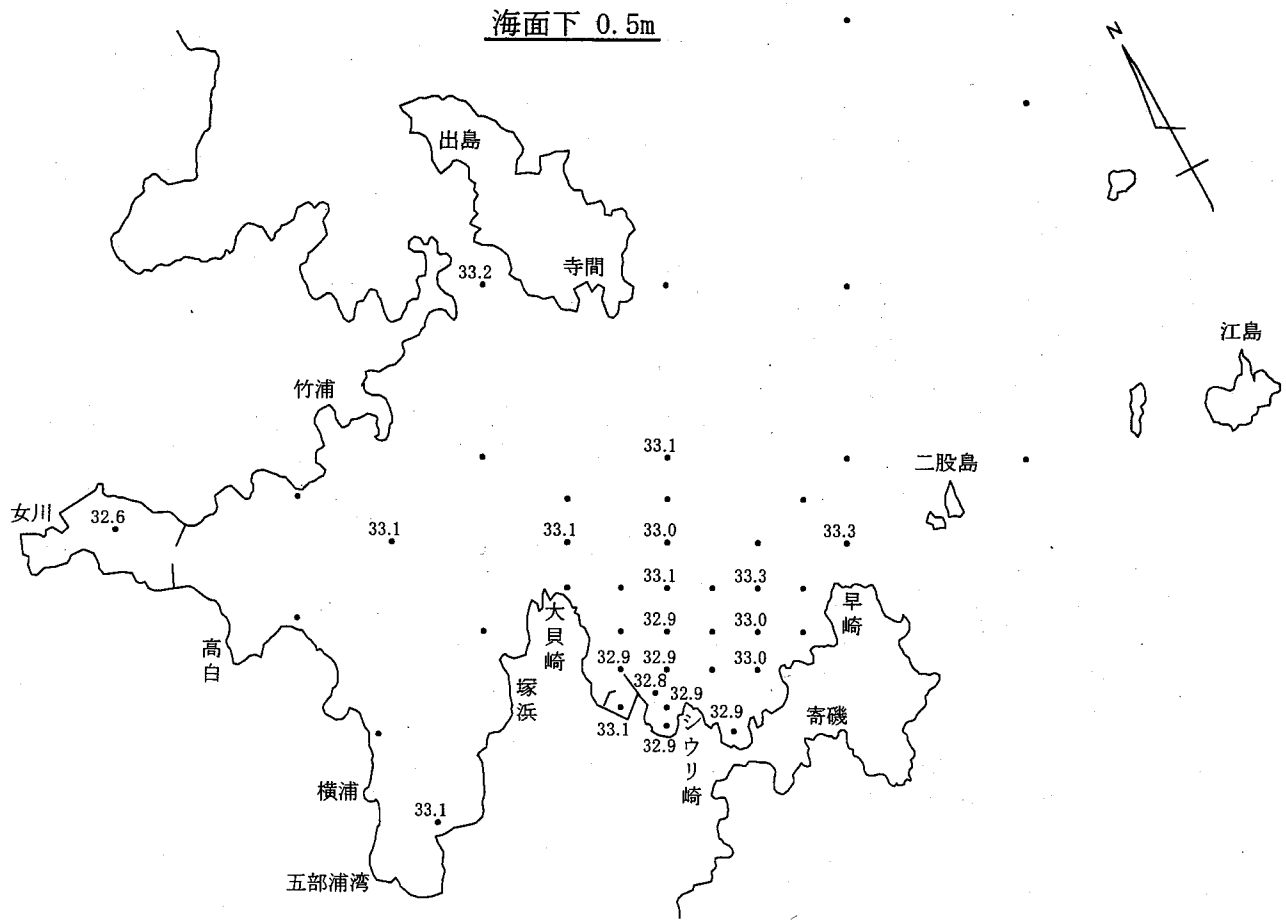 海面下 0.5m
N
出島
寺間
33.2
江島
竹浦
33.1
二股島
女川
32.6
33.1
33.1
33.0
33.3
33.1
33.3
大貝崎
早崎
32.9
33.0
高白
32.9
32.9
33.0
塚浜
32.8
32.9
32.9
寄磯
33.1
シウリ崎
32.9
横浦
33.1
五部浦湾